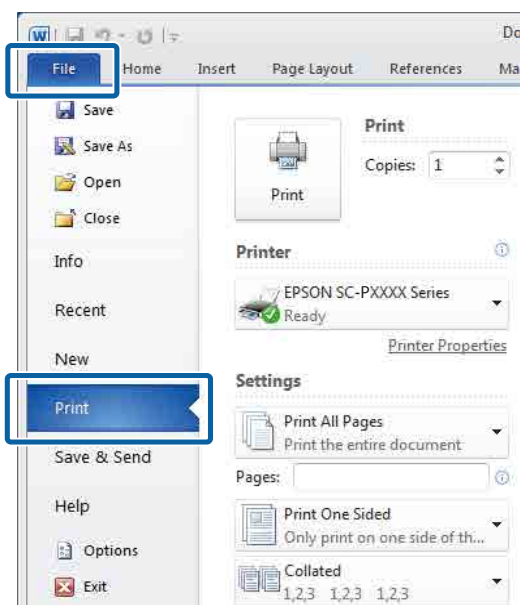 W
Do
File Home Insert Page Layout References Ma
Save
Save As
Open
Close
Info
Recent
New
Print
Save & Send
Help
Options
Exit
Print
Print
Copies: 1
Printer
EPSON SC-PXXXX Series
Ready
Printer Properties
Settings
Print All Pages
Print the entire document
Pages:
Print One Sided
Only print on one side of th...
Collated
1,2,3 1,2,3 1,2,3